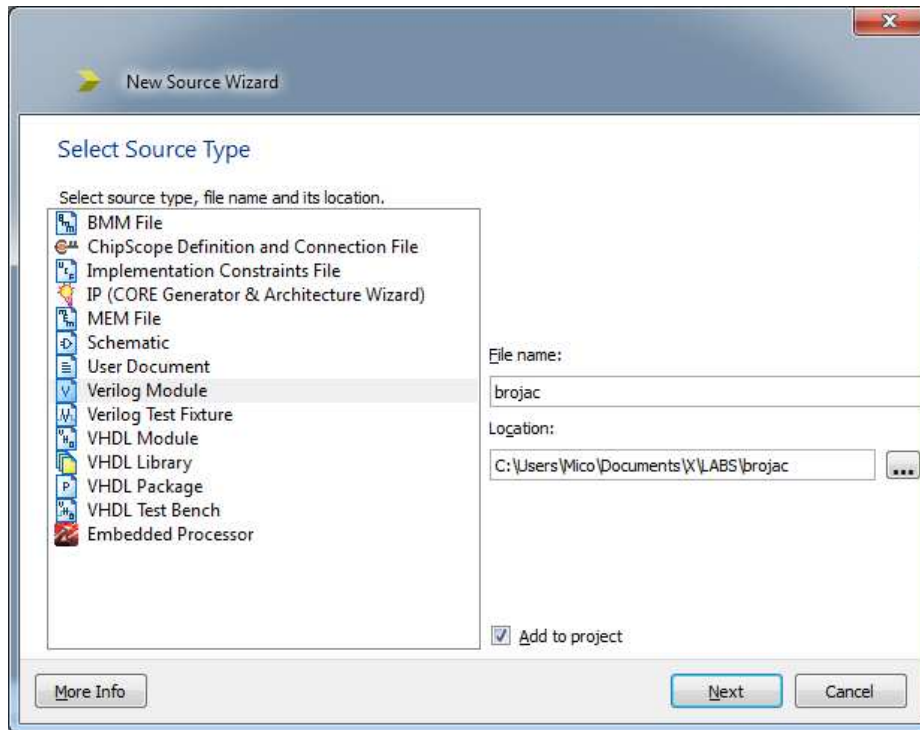 New Source Wizard
Select Source Type
Select source type, file name and its location.
BMM File
ChipScope Definition and Connection File
Implementation Constraints File
IP (CORE Generator & Architecture Wizard)
MEM File
Schematic
User Document
Verilog Module
Verilog Test Fixture
VHDL Module
VHDL Library
VHDL Package
VHDL Test Bench
Embedded Processor
File name:
brojac
Location:
C:\Users\Mico\Documents\X\LABS\brojac
...
Add to project
More Info
Next
Cancel